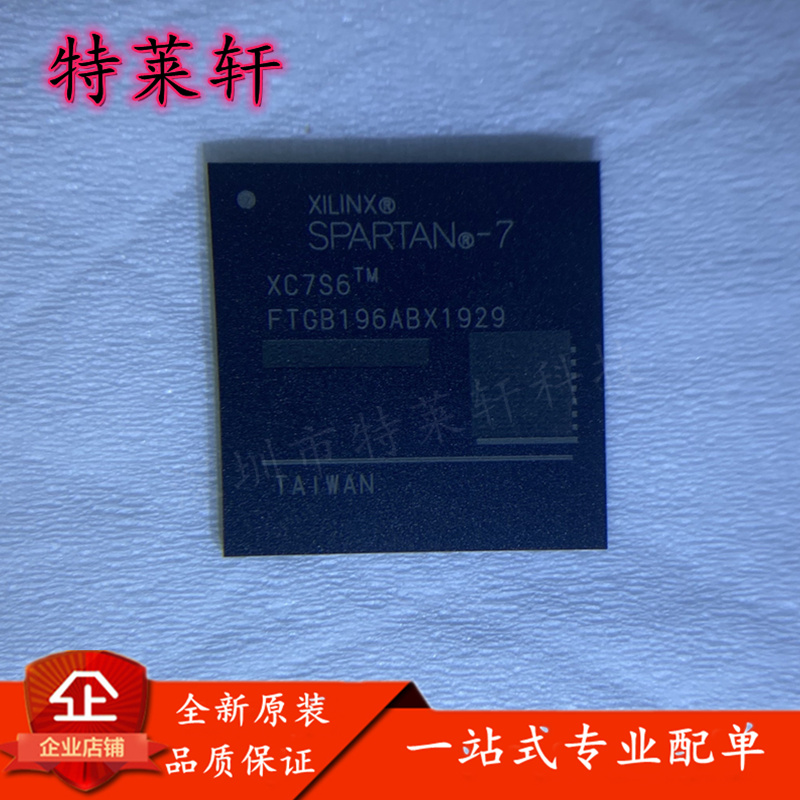 特莱轩
XILINX®
SPARTAN®-7
XC7S6™
FTGB196ABX1929
圳市特莱轩科技
TAIWAN
企
企业店铺
全新原装
品质保证
一站式专业配单